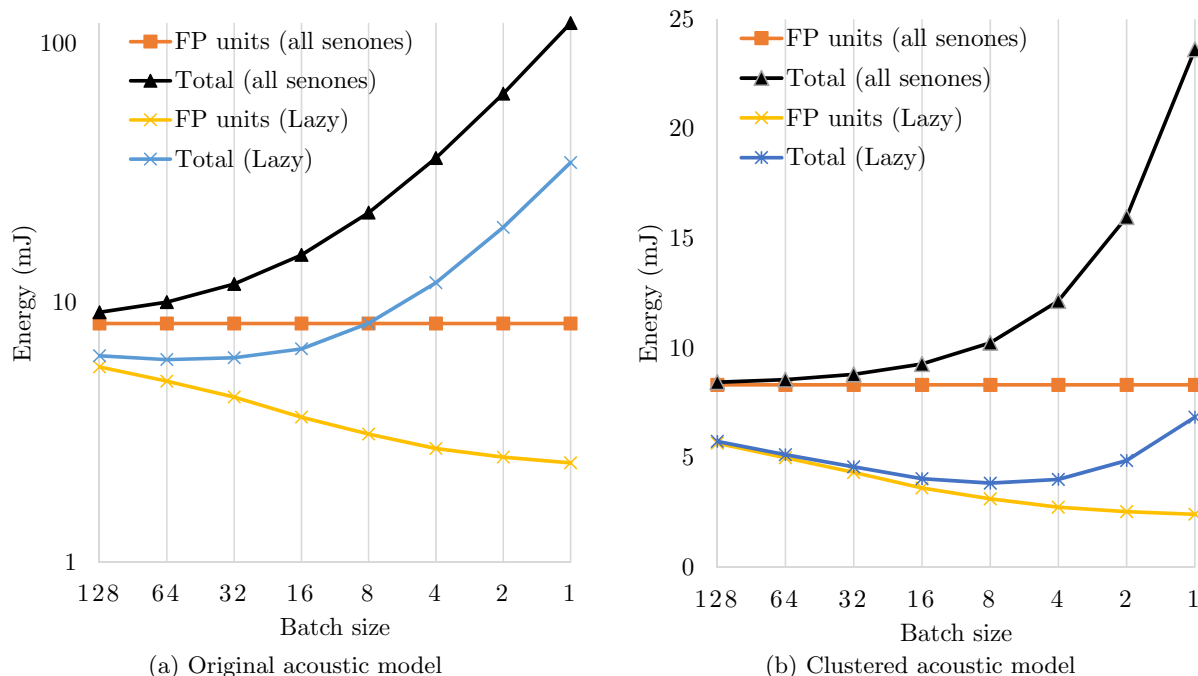 100
10
1
Energy (mJ)
FP units (all senones)
Total (all senones)
FP units (Lazy)
Total (Lazy)
128 64 32 16 8 4 2 1
Batch size
(a) Original acoustic model
25
20
15
10
5
0
Energy (mJ)
FP units (all senones)
Total (all senones)
FP units (Lazy)
Total (Lazy)
128 64 32 16 8 4 2 1
Batch size
(b) Clustered acoustic model